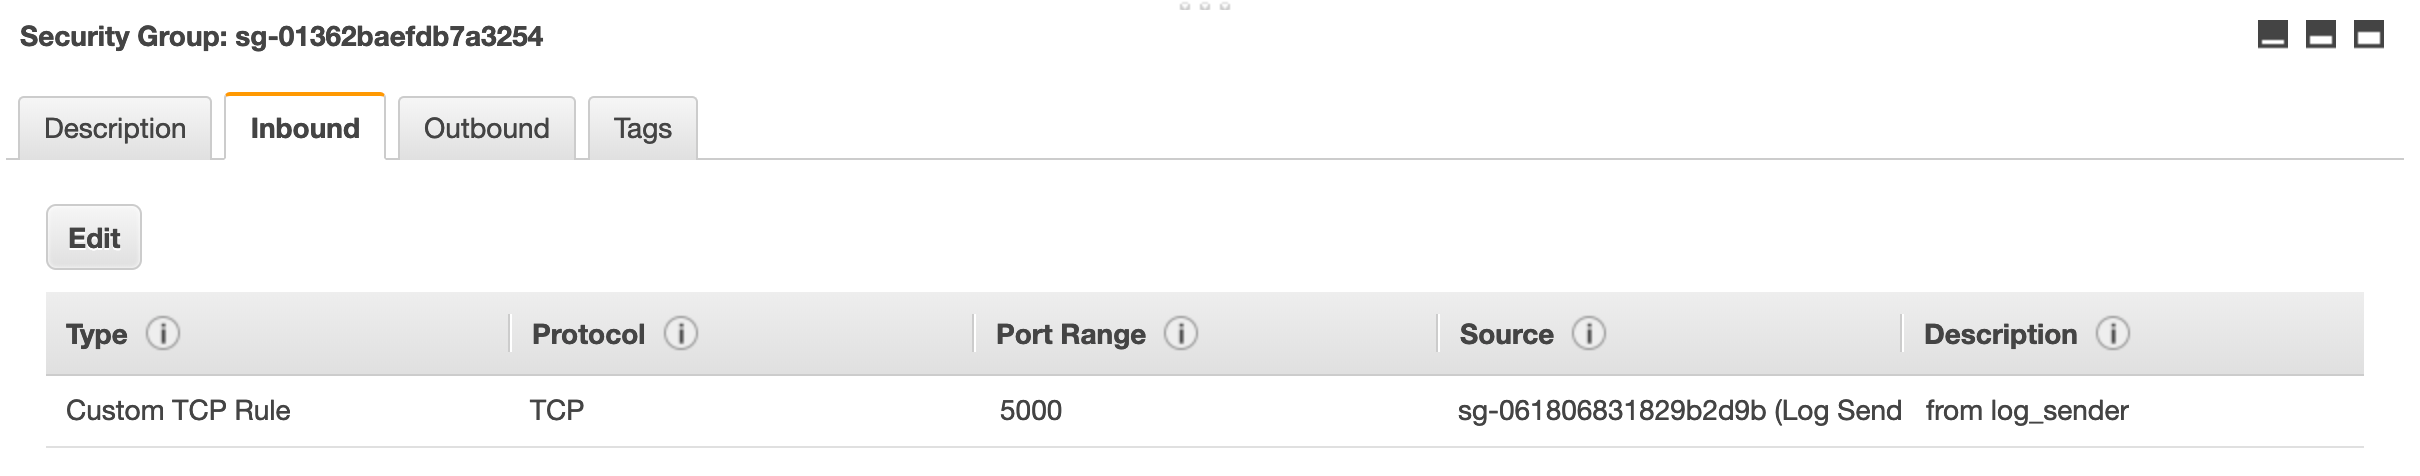 Security Group: sg-01362baefdb7a3254
Description Inbound Outbound Tags
Edit
Type Protocol Port Range Source Description
Custom TCP Rule TCP 5000 sg-061806831829b2d9b (Log Send from log_sender